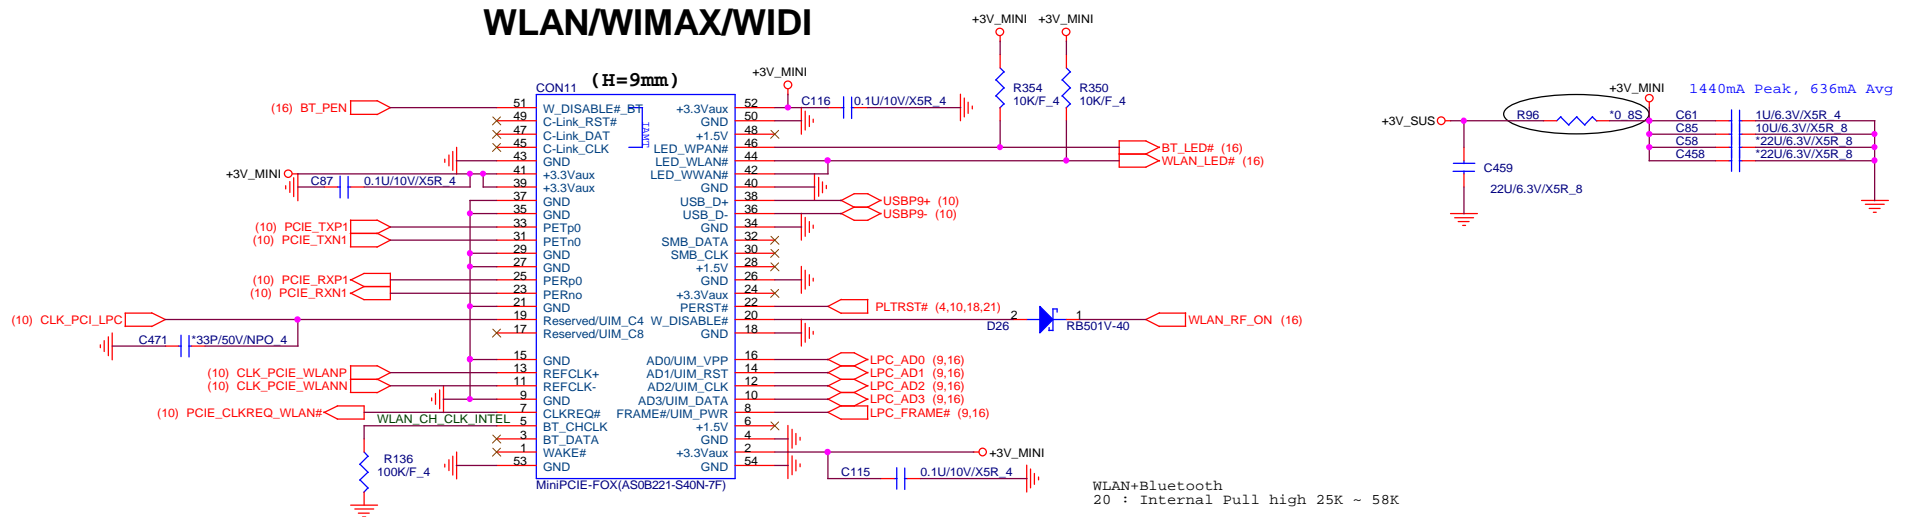 WLAN/WIMAX/WIDI
+3V_MINI +3V_MINI
R354 10K/F_4
R350 10K/F_4
(H=9mm)
CON11
+3V_MINI
C116 0.1U/10V/X5R_4
(16) BT_PEN 51 W_DISABLE#_BT +3.3Vaux 52
49 C-Link_RST# GND 50
47 C-Link_DAT +1.5V 48
45 C-Link_CLK LED_WPAN# 46 BT_LED# (16)
43 GND LED_WLAN# 44 WLAN_LED# (16)
+3V_MINI 41 +3.3Vaux LED_WWAN# 42
C87 0.1U/10V/X5R_4 39 +3.3Vaux GND 40
37 GND USB_D+ 38 USBP9+ (10)
35 GND USB_D- 36 USBP9- (10)
(10) PCIE_TXP1 33 PETp0 GND 34
(10) PCIE_TXN1 31 PETn0 SMB_DATA 32
29 GND SMB_CLK 30
27 GND +1.5V 28
(10) PCIE_RXP1 25 PERp0 GND 26
(10) PCIE_RXN1 23 PERno +3.3Vaux 24
21 GND PERST# 22 PLTRST# (4,10,18,21)
(10) CLK_PCI_LPC 19 Reserved/UIM_C4 W_DISABLE# 20 2 1 WLAN_RF_ON (16)
D26 RB501V-40
17 Reserved/UIM_C8 GND 18
C471 *33P/50V/NPO_4
15 GND AD0/UIM_VPP 16 LPC_AD0 (9,16)
(10) CLK_PCIE_WLANP 13 REFCLK+ AD1/UIM_RST 14 LPC_AD1 (9,16)
(10) CLK_PCIE_WLANN 11 REFCLK- AD2/UIM_CLK 12 LPC_AD2 (9,16)
9 GND AD3/UIM_DATA 10 LPC_AD3 (9,16)
(10) PCIE_CLKREQ_WLAN# 7 CLKREQ# FRAME#/UIM_PWR 8 LPC_FRAME# (9,16)
WLAN_CH_CLK_INTEL 5 BT_CHCLK +1.5V 6
3 BT_DATA GND 4
1 WAKE# +3.3Vaux 2 +3V_MINI
53 GND GND 54
R136
100K/F_4
C115 0.1U/10V/X5R_4
MiniPCIE-FOX(AS0B221-S40N-7F)
WLAN+Bluetooth
20 : Internal Pull high 25K ~ 58K
+3V_MINI 1440mA Peak, 636mA Avg
+3V_SUS R96 *0_8S
C61 1U/6.3V/X5R_4
C85 10U/6.3V/X5R_8
C58 *22U/6.3V/X5R_8
C458 *22U/6.3V/X5R_8
C459
22U/6.3V/X5R_8